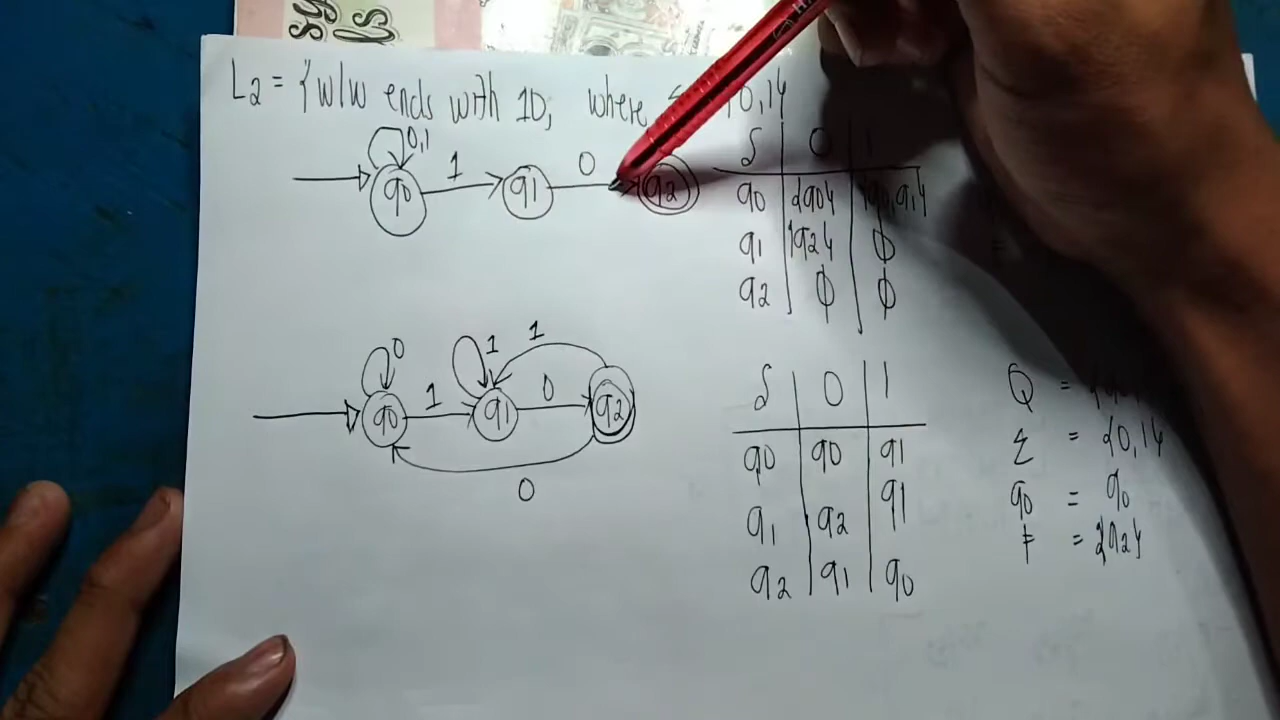 L2 = {w/w ends with 10, where 0,1}
0,1
1
0
q0
q1
q2
δ 0 1
q0 {q0} {q0,q1}
q1 {q2} φ
q2 φ φ
0
1
1
1
0
q0
q1
q2
0
δ 0 1
q0 q0 q1
q1 q2 q1
q2 q1 q0
Q =
Σ = {0,1}
q0 = q0
F = {q2}